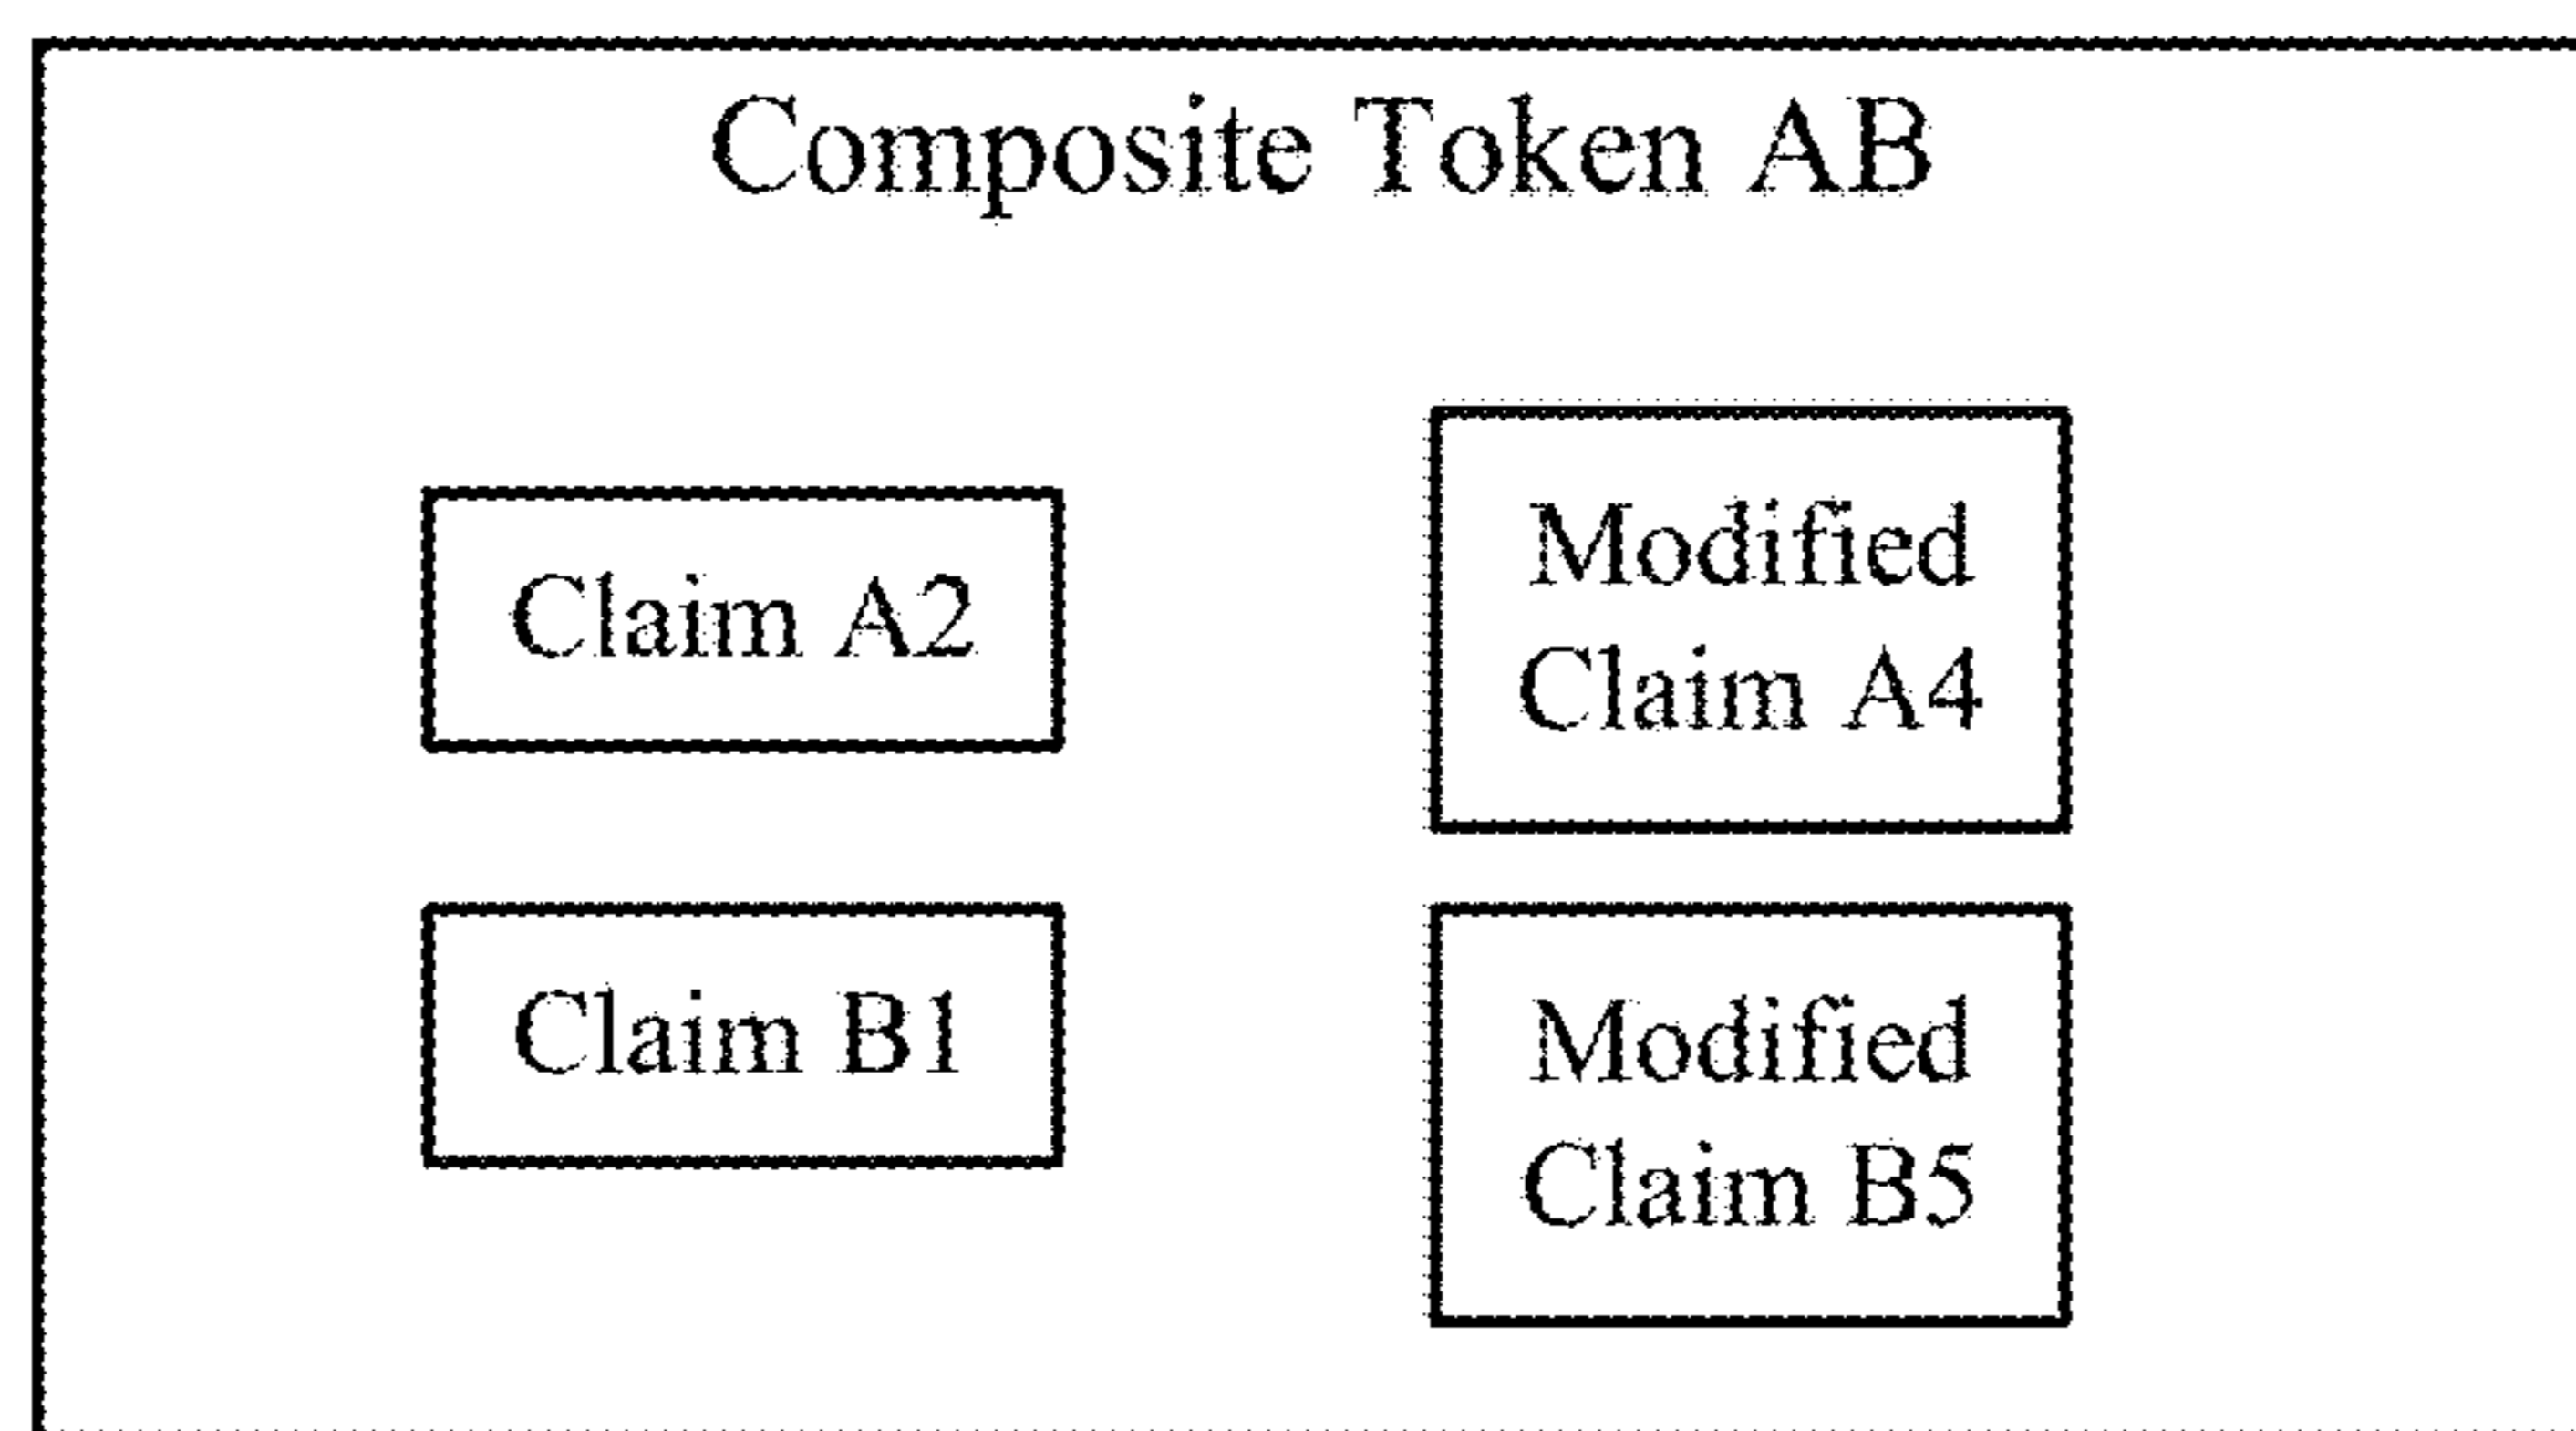 Composite Token AB
Claim A2
Modified
Claim A4
Claim B1
Modified
Claim B5